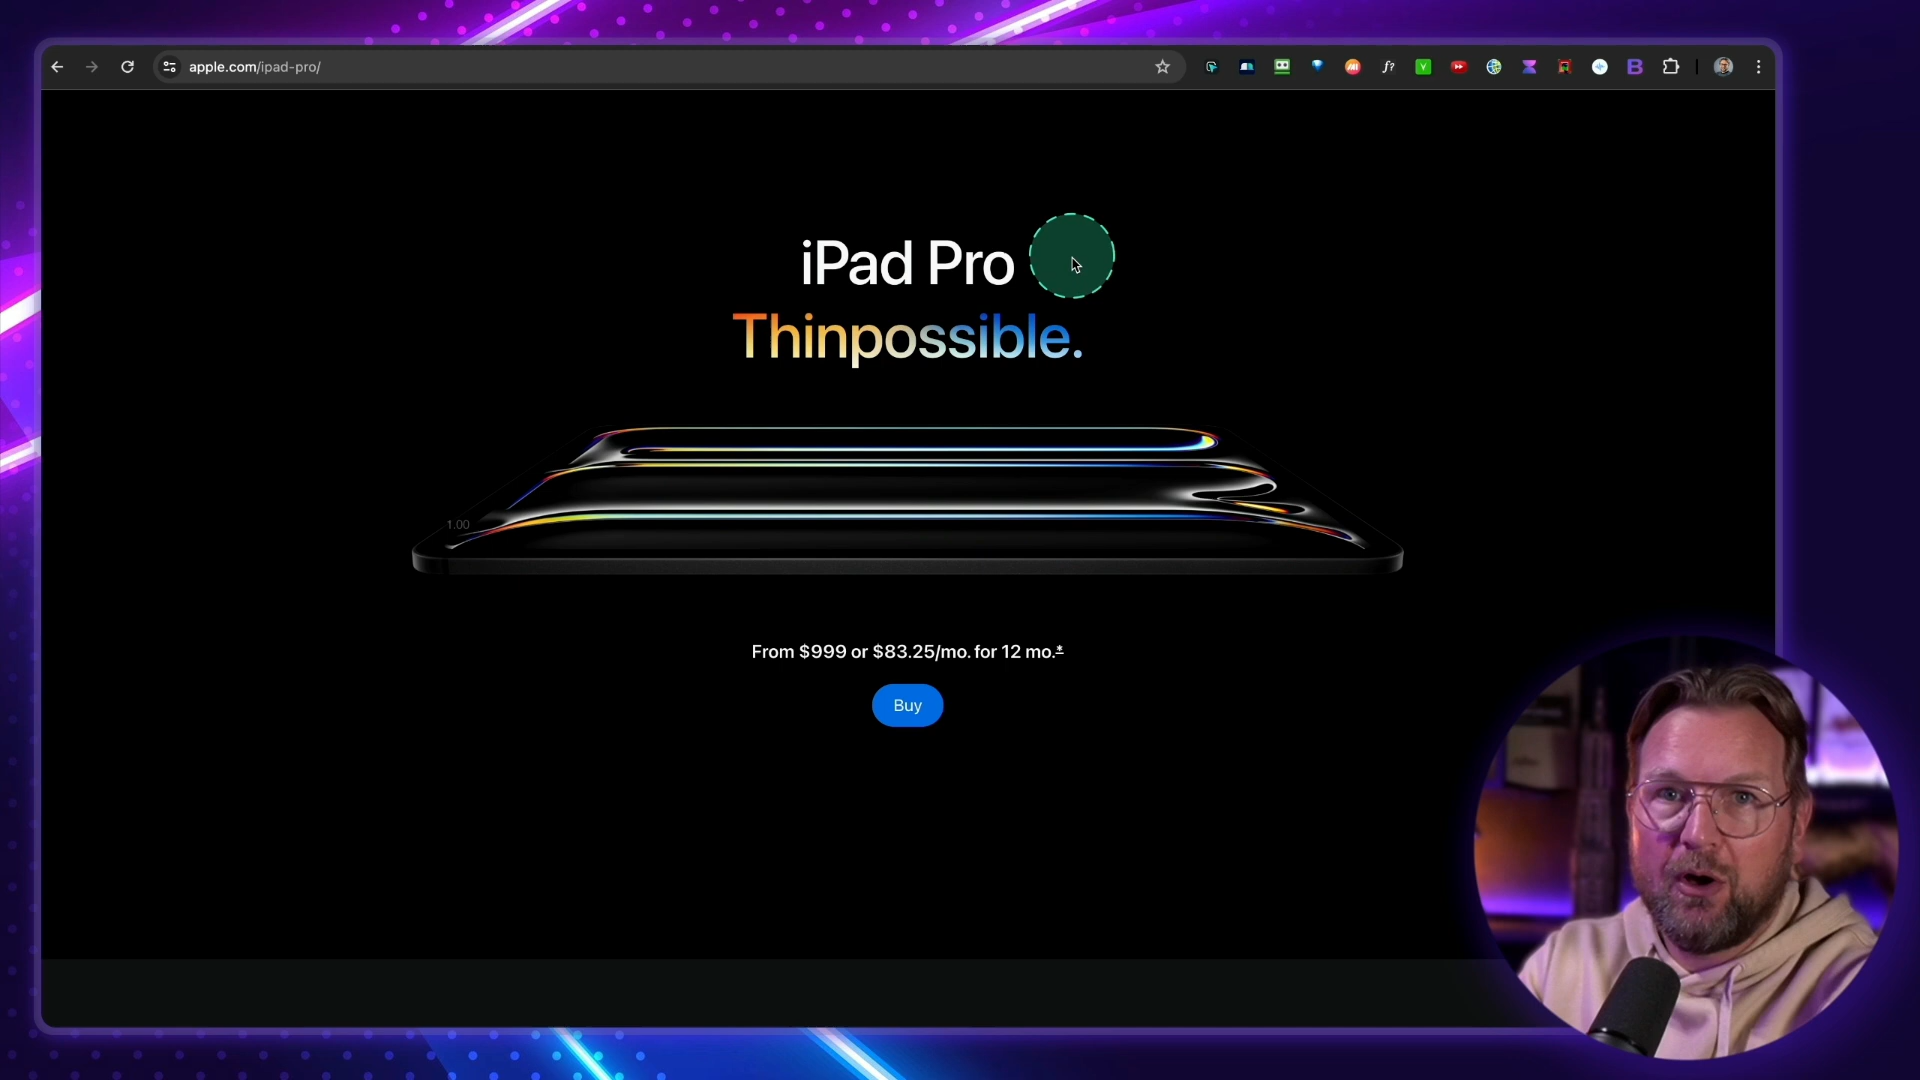 apple.com/ipad-pro/
f?
Y
B
iPad Pro
Thinpossible.
1.00
From $999 or $83.25/mo. for 12 mo.*
Buy